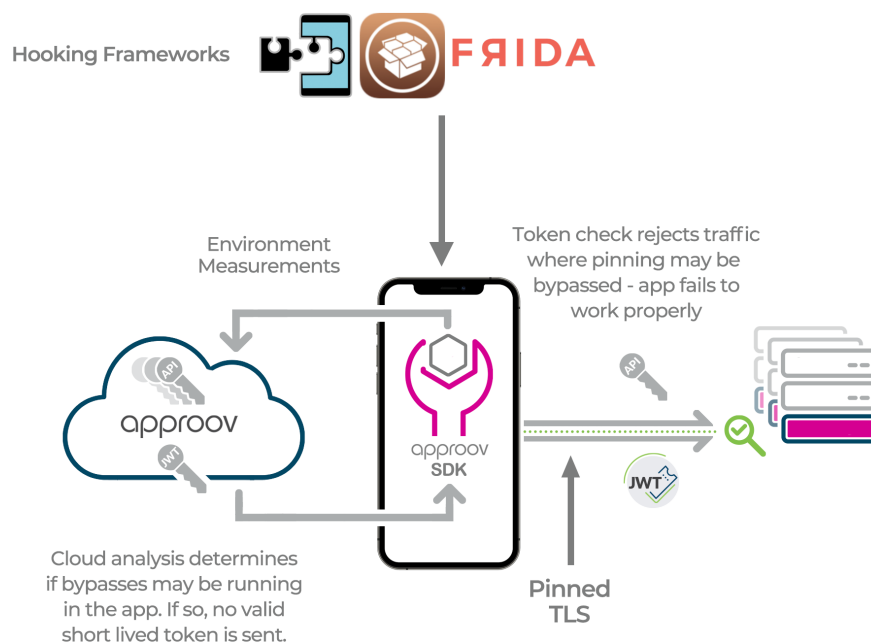 Hooking Frameworks
FRIDA
Environment
Measurements
Token check rejects traffic
where pinning may be
bypassed - app fails to
work properly
API
approov
JWT
API
approov
SDK
JWT
Cloud analysis determines
if bypasses may be running
in the app. If so, no valid
short lived token is sent.
Pinned
TLS